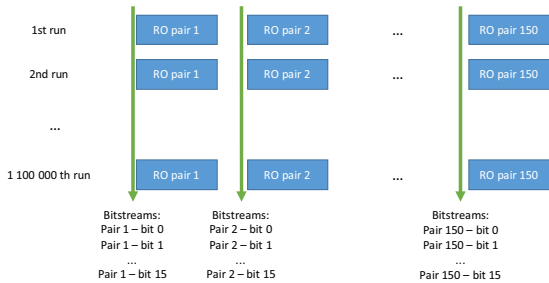 1st run RO pair 1 RO pair 2 ... RO pair 150
2nd run RO pair 1 RO pair 2 ... RO pair 150
...
1 100 000 th run RO pair 1 RO pair 2 ... RO pair 150
Bitstreams:
Pair 1 – bit 0
Pair 1 – bit 1
...
Pair 1 – bit 15
Bitstreams:
Pair 2 – bit 0
Pair 2 – bit 1
...
Pair 2 – bit 15
Bitstreams:
Pair 150 – bit 0
Pair 150 – bit 1
...
Pair 150 – bit 15